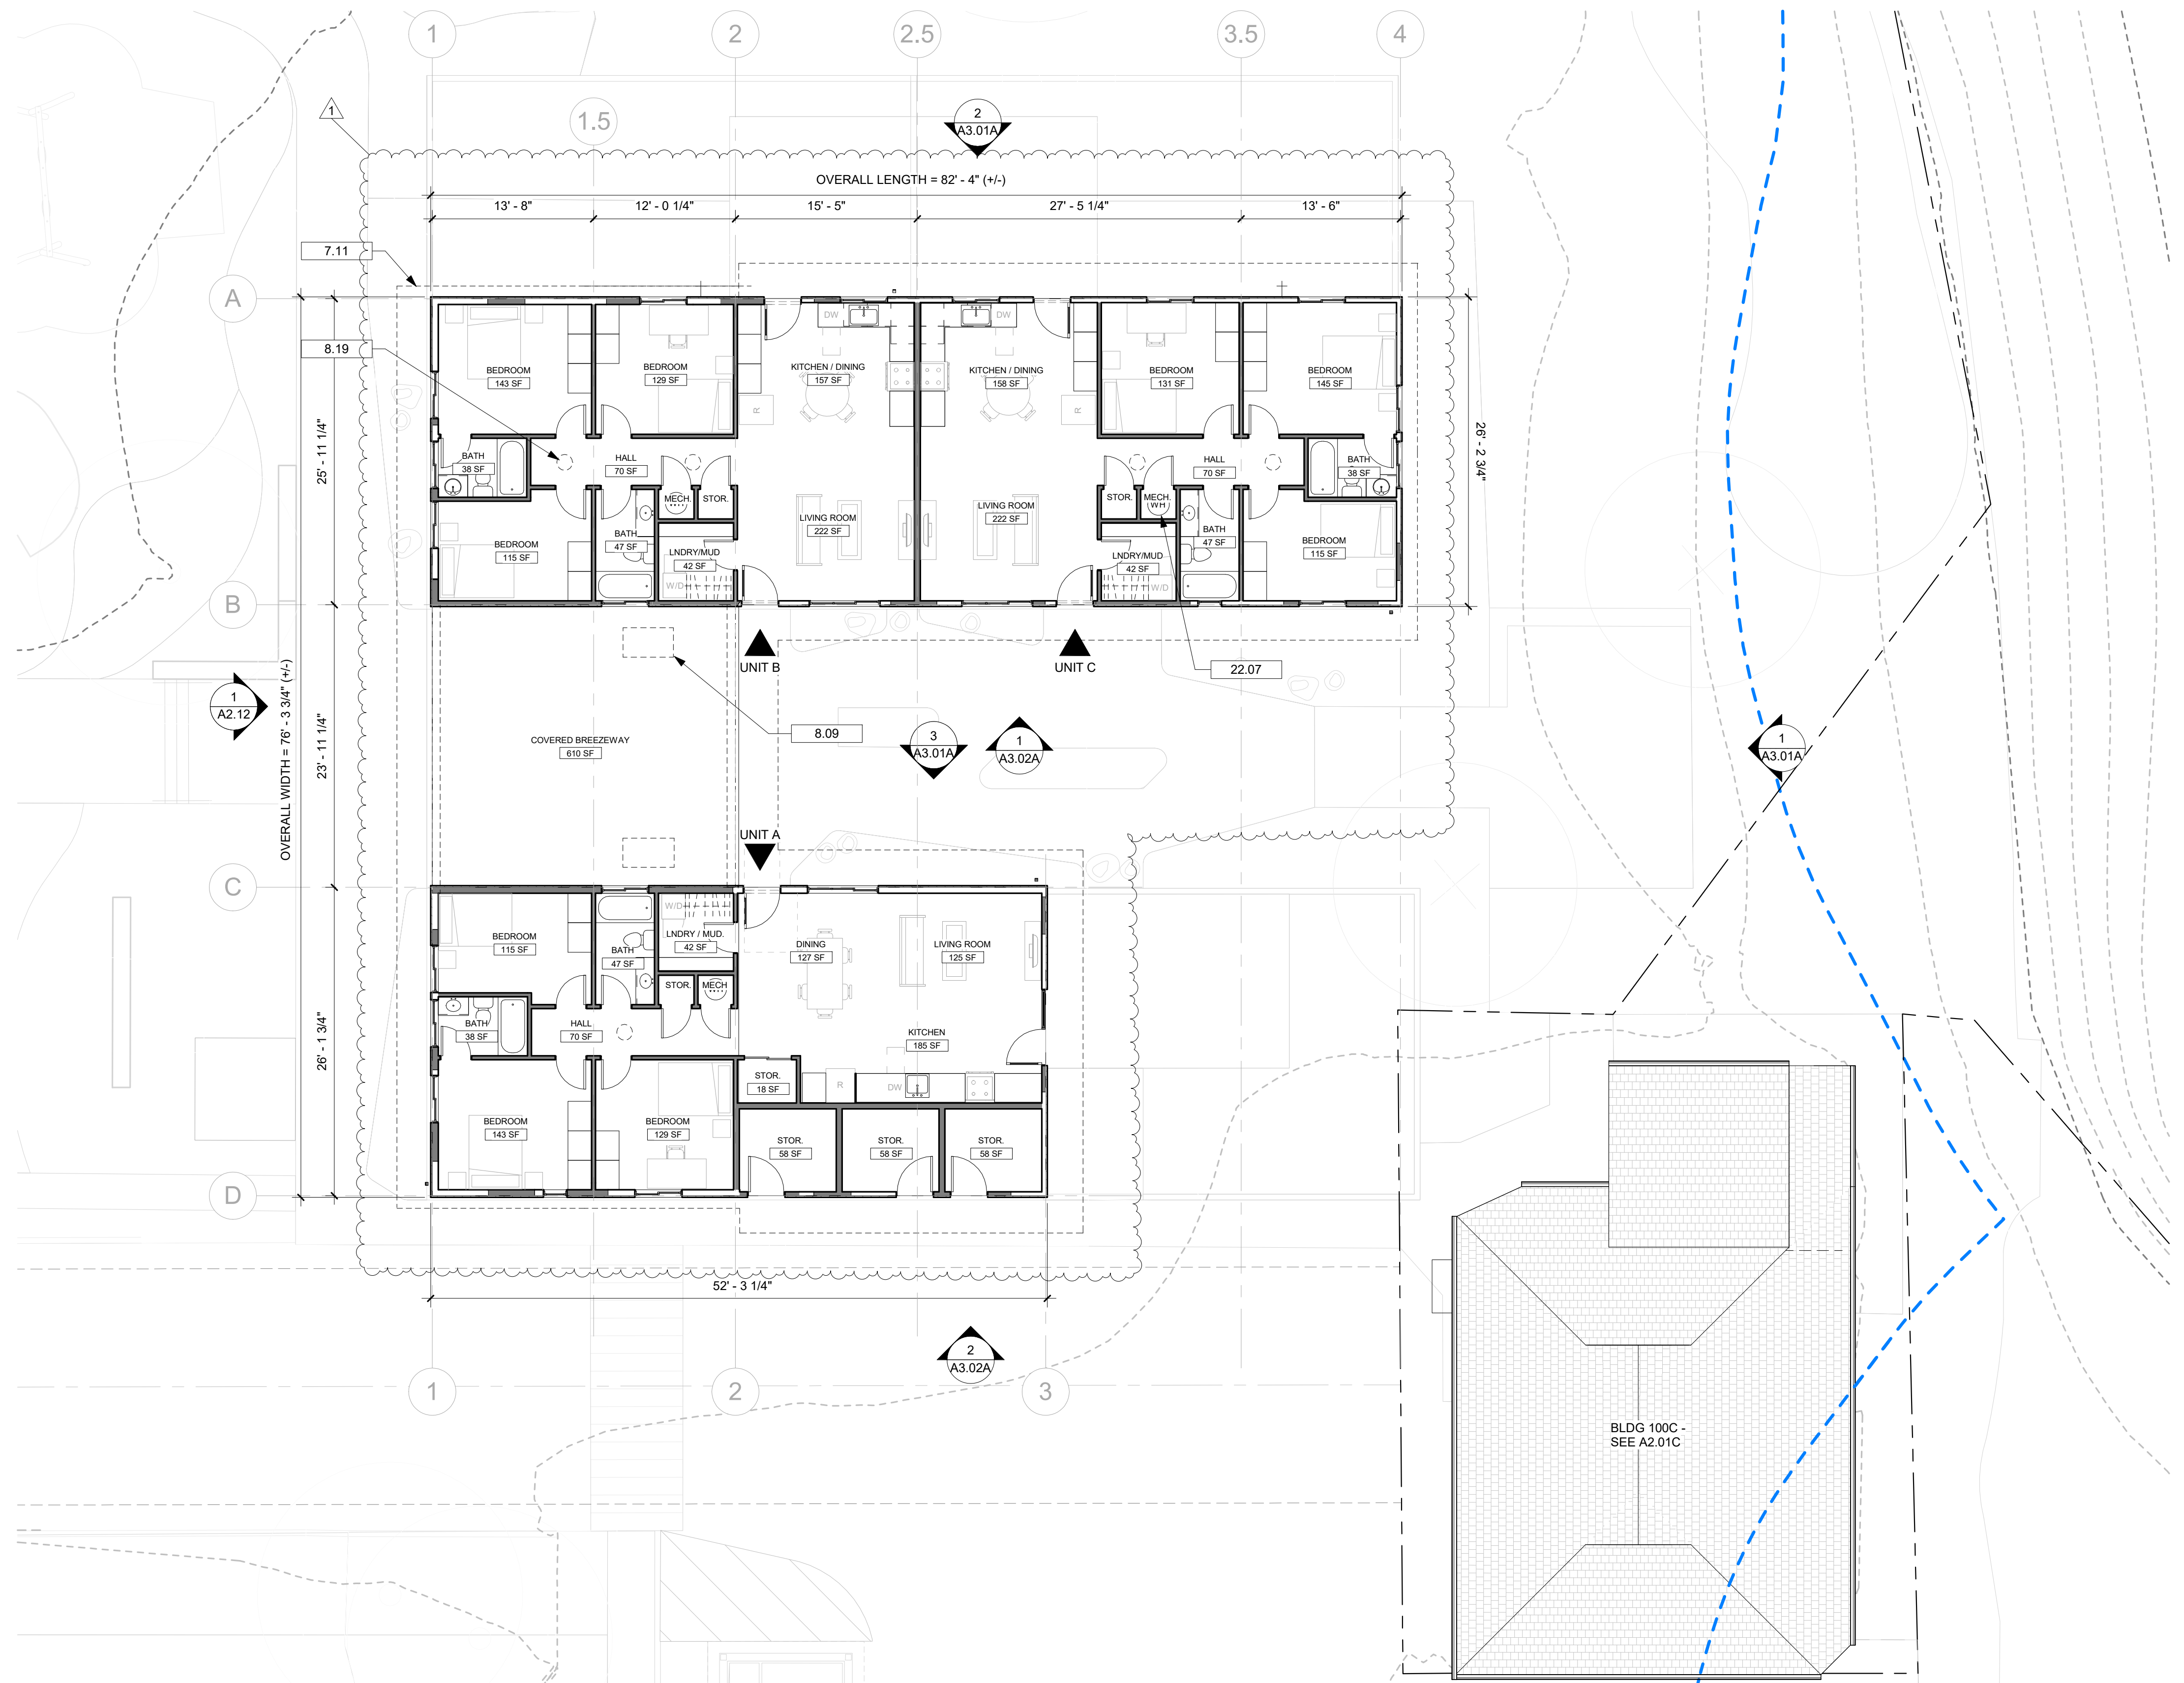 1
2
2.5
3.5
4
1.5
1
2
A3.01A
OVERALL LENGTH = 82' - 4" (+/-)
13' - 8"
12' - 0 1/4"
15' - 5"
27' - 5 1/4"
13' - 6"
7.11
A
8.19
DW
DW
BEDROOM
143 SF
BEDROOM
129 SF
KITCHEN / DINING
157 SF
KITCHEN / DINING
158 SF
BEDROOM
131 SF
BEDROOM
145 SF
R
R
25' - 11 1/4"
26' - 2 3/4"
BATH
38 SF
HALL
70 SF
HALL
70 SF
BATH
38 SF
MECH.
STOR.
STOR.
MECH.
WH
LIVING ROOM
222 SF
LIVING ROOM
222 SF
BEDROOM
115 SF
BATH
47 SF
LNDRY/MUD
42 SF
W/D
LNDRY/MUD
42 SF
W/D
BATH
47 SF
BEDROOM
115 SF
B
UNIT B
UNIT C
22.07
1
A2.12
OVERALL WIDTH = 76' - 3 3/4" (+/-)
23' - 11 1/4"
COVERED BREEZEWAY
610 SF
8.09
3
A3.01A
1
A3.02A
1
A3.01A
UNIT A
C
W/D
BEDROOM
115 SF
BATH
47 SF
LNDRY / MUD.
42 SF
DINING
127 SF
LIVING ROOM
125 SF
STOR.
MECH
26' - 1 3/4"
BATH
38 SF
HALL
70 SF
KITCHEN
185 SF
STOR.
18 SF
R
DW
BEDROOM
143 SF
BEDROOM
129 SF
STOR.
58 SF
STOR.
58 SF
STOR.
58 SF
D
52' - 3 1/4"
2
A3.02A
1
2
3
BLDG 100C -
SEE A2.01C